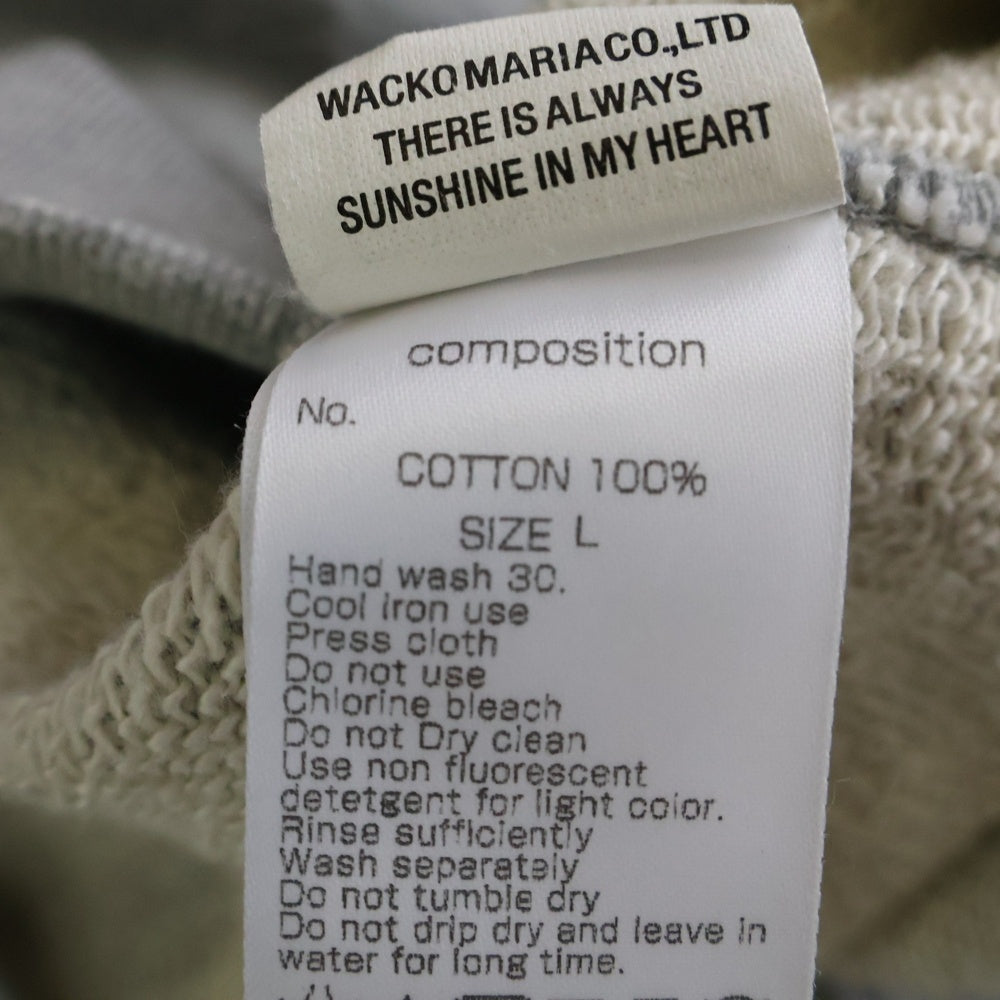 WACKO MARIA CO.,LTD
THERE IS ALWAYS
SUNSHINE IN MY HEART
composition
No.
COTTON 100%
SIZE L
Hand wash 30.
Cool iron use
Press cloth
Do not use
Chlorine bleach
Do not Dry clean
Use non fluorescent
detetgent for light color.
Rinse sufficiently
Wash separately
Do not tumble dry
Do not drip dry and leave in
water for long time.